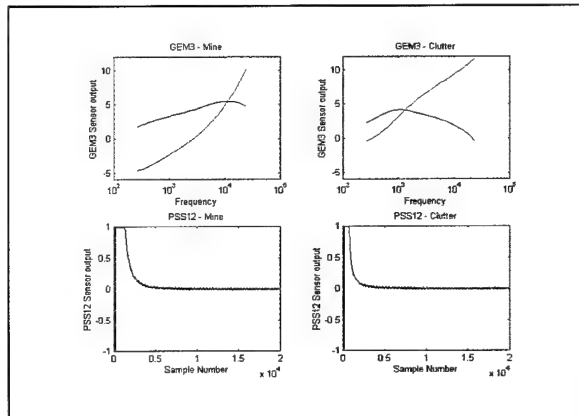 GEM3 - Mine
GEM3 Sensor output
10
5
0
-5
10^2
10^3
10^4
10^6
Frequency
GEM3 - Clutter
GEM3 Sensor output
10
5
0
-5
10^2
10^3
10^4
10^5
Frequency
PSS12 - Mine
PSS12 Sensor output
1
0.5
0
-0.5
-1
0
0.5
1
1.5
2
Sample Number
x 10^4
PSS12 - Clutter
PSS12 Sensor output
1
0.5
0
-0.5
-1
0
0.5
1
1.5
2
Sample Number
x 10^4